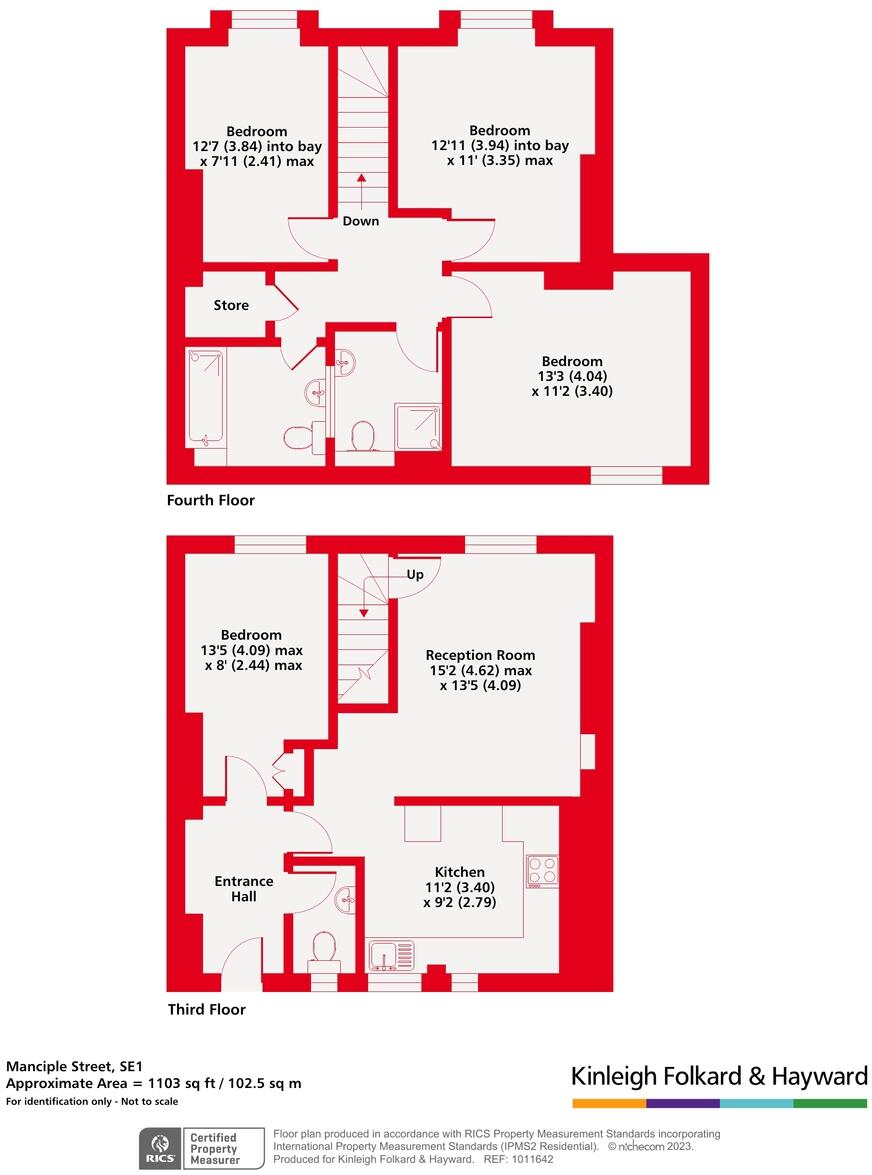 Bedroom
12'7 (3.84) into bay
x 7'11 (2.41) max
Bedroom
12'11 (3.94) into bay
x 11' (3.35) max
Down
Store
Bedroom
13'3 (4.04)
x 11'2 (3.40)
Fourth Floor
Up
Bedroom
13'5 (4.09) max
x 8' (2.44) max
Reception Room
15'2 (4.62) max
x 13'5 (4.09)
Entrance
Hall
Kitchen
11'2 (3.40)
x 9'2 (2.79)
Third Floor
Manciple Street, SE1
Approximate Area = 1103 sq ft / 102.5 sq m
For identification only - Not to scale
Kinleigh Folkard & Hayward
RICS
Certified
Property
Measurer
Floor plan produced in accordance with RICS Property Measurement Standards incorporating
International Property Measurement Standards (IPMS2 Residential). © nichecom 2023.
Produced for Kinleigh Folkard & Hayward. REF: 1011642